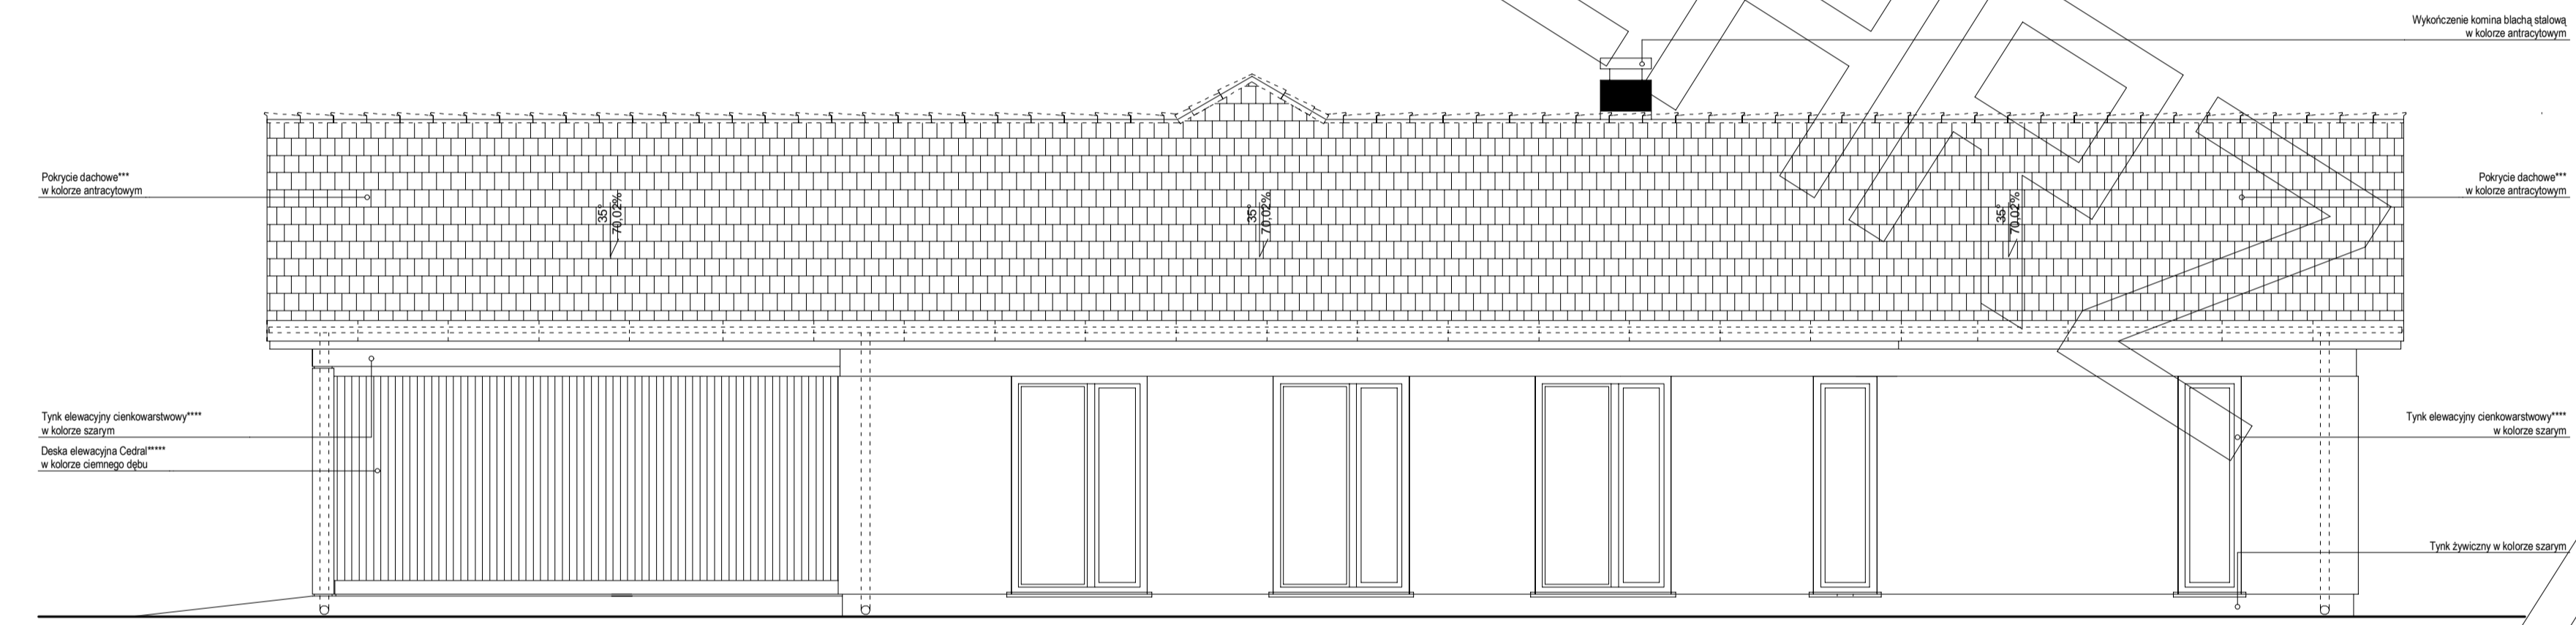 Wykończenie komina blachą stalową
w kolorze antracytowym
Pokrycie dachowe***
w kolorze antracytowym
35°
70,02%
35°
70,02%
35°
70,02%
Pokrycie dachowe***
w kolorze antracytowym
Tynk elewacyjny cienkowarstwowy****
w kolorze szarym
Deska elewacyjna Cedral*****
w kolorze ciemnego dębu
Tynk elewacyjny cienkowarstwowy****
w kolorze szarym
Tynk żywiczny w kolorze szarym